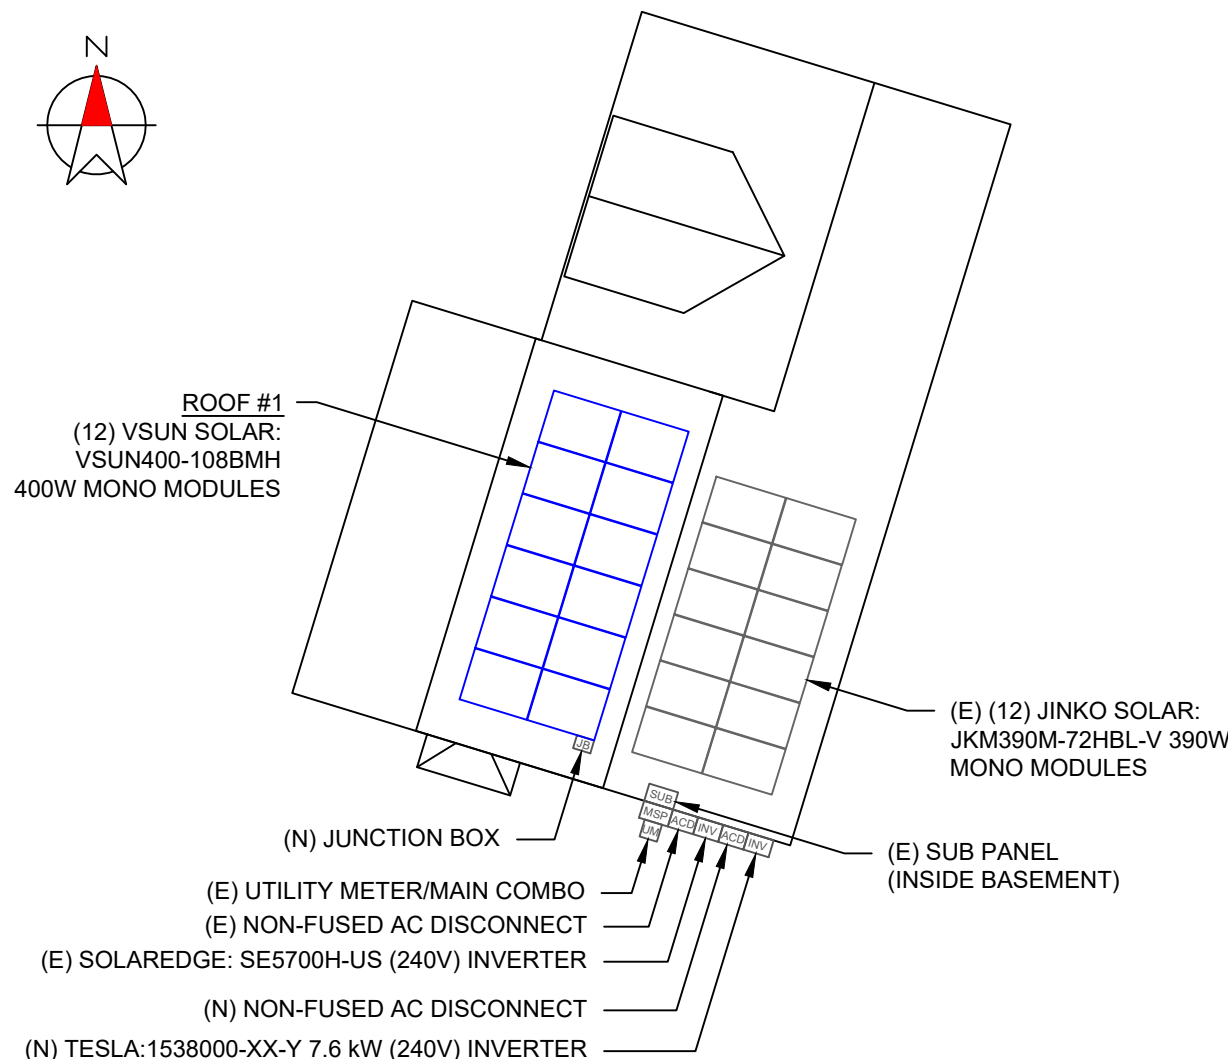 N
ROOF #1
(12) VSUN SOLAR:
VSUN400-108BMH
400W MONO MODULES
(E) (12) JINKO SOLAR:
JKM390M-72HBL-V 390W
MONO MODULES
JB
SUB
MSP
ACD
INV
ACD
INV
UM
(N) JUNCTION BOX
(E) SUB PANEL
(INSIDE BASEMENT)
(E) UTILITY METER/MAIN COMBO
(E) NON-FUSED AC DISCONNECT
(E) SOLAREDGE: SE5700H-US (240V) INVERTER
(N) NON-FUSED AC DISCONNECT
(N) TESLA:1538000-XX-Y 7.6 kW (240V) INVERTER